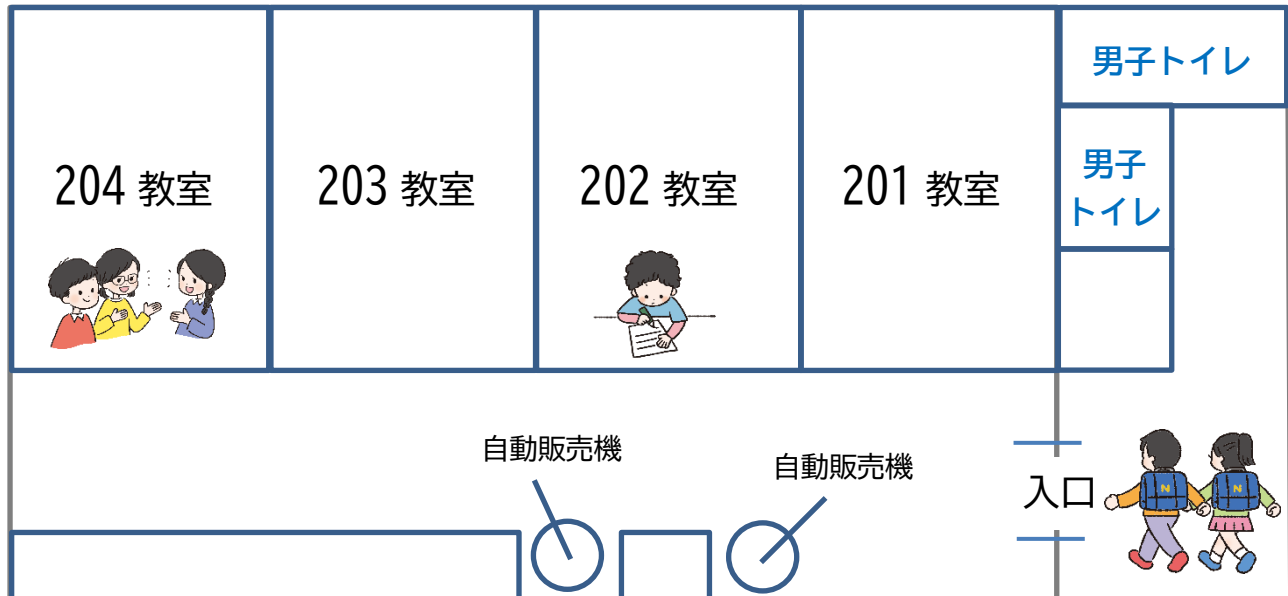 男子トイレ
204 教室
203 教室
202 教室
201 教室
男子
トイレ
自動販売機
自動販売機
入口
N
N